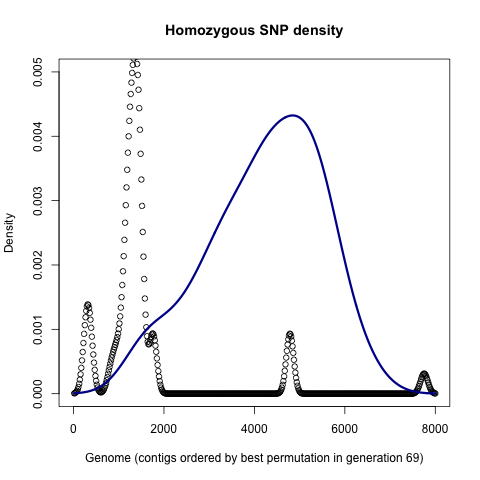 Homozygous SNP density
Density
0.005
0.004
0.003
0.002
0.001
0.000
0 2000 4000 6000 8000
Genome (contigs ordered by best permutation in generation 69)